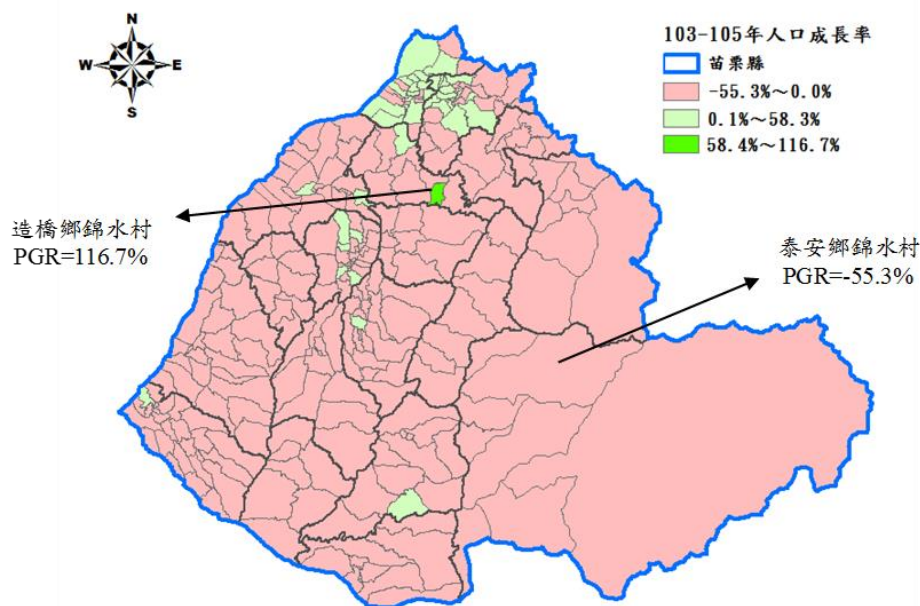 N
W
E
S
103-105年人口成長率
苗栗縣
-55.3%～0.0%
0.1%～58.3%
58.4%～116.7%
造橋鄉錦水村
PGR=116.7%
泰安鄉錦水村
PGR=-55.3%